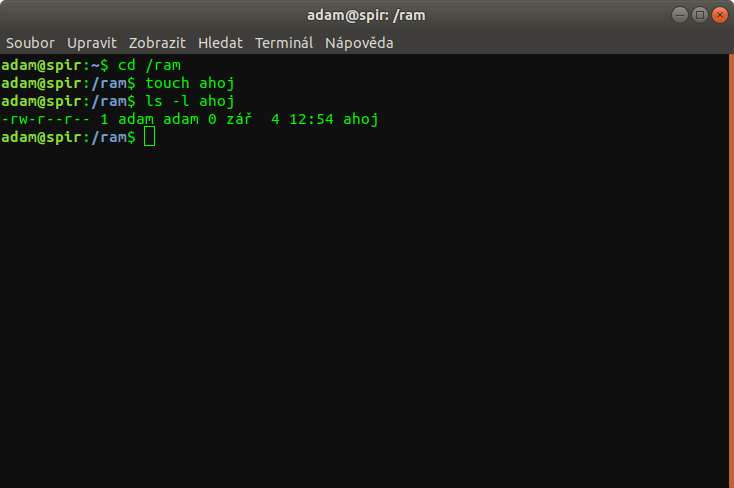 adam@spir: /ram
Soubor Upravit Zobrazit Hledat Terminál Nápověda
adam@spir:~$ cd /ram
adam@spir:/ram$ touch ahoj
adam@spir:/ram$ ls -l ahoj
-rw-r--r-- 1 adam adam 0 zář  4 12:54 ahoj
adam@spir:/ram$